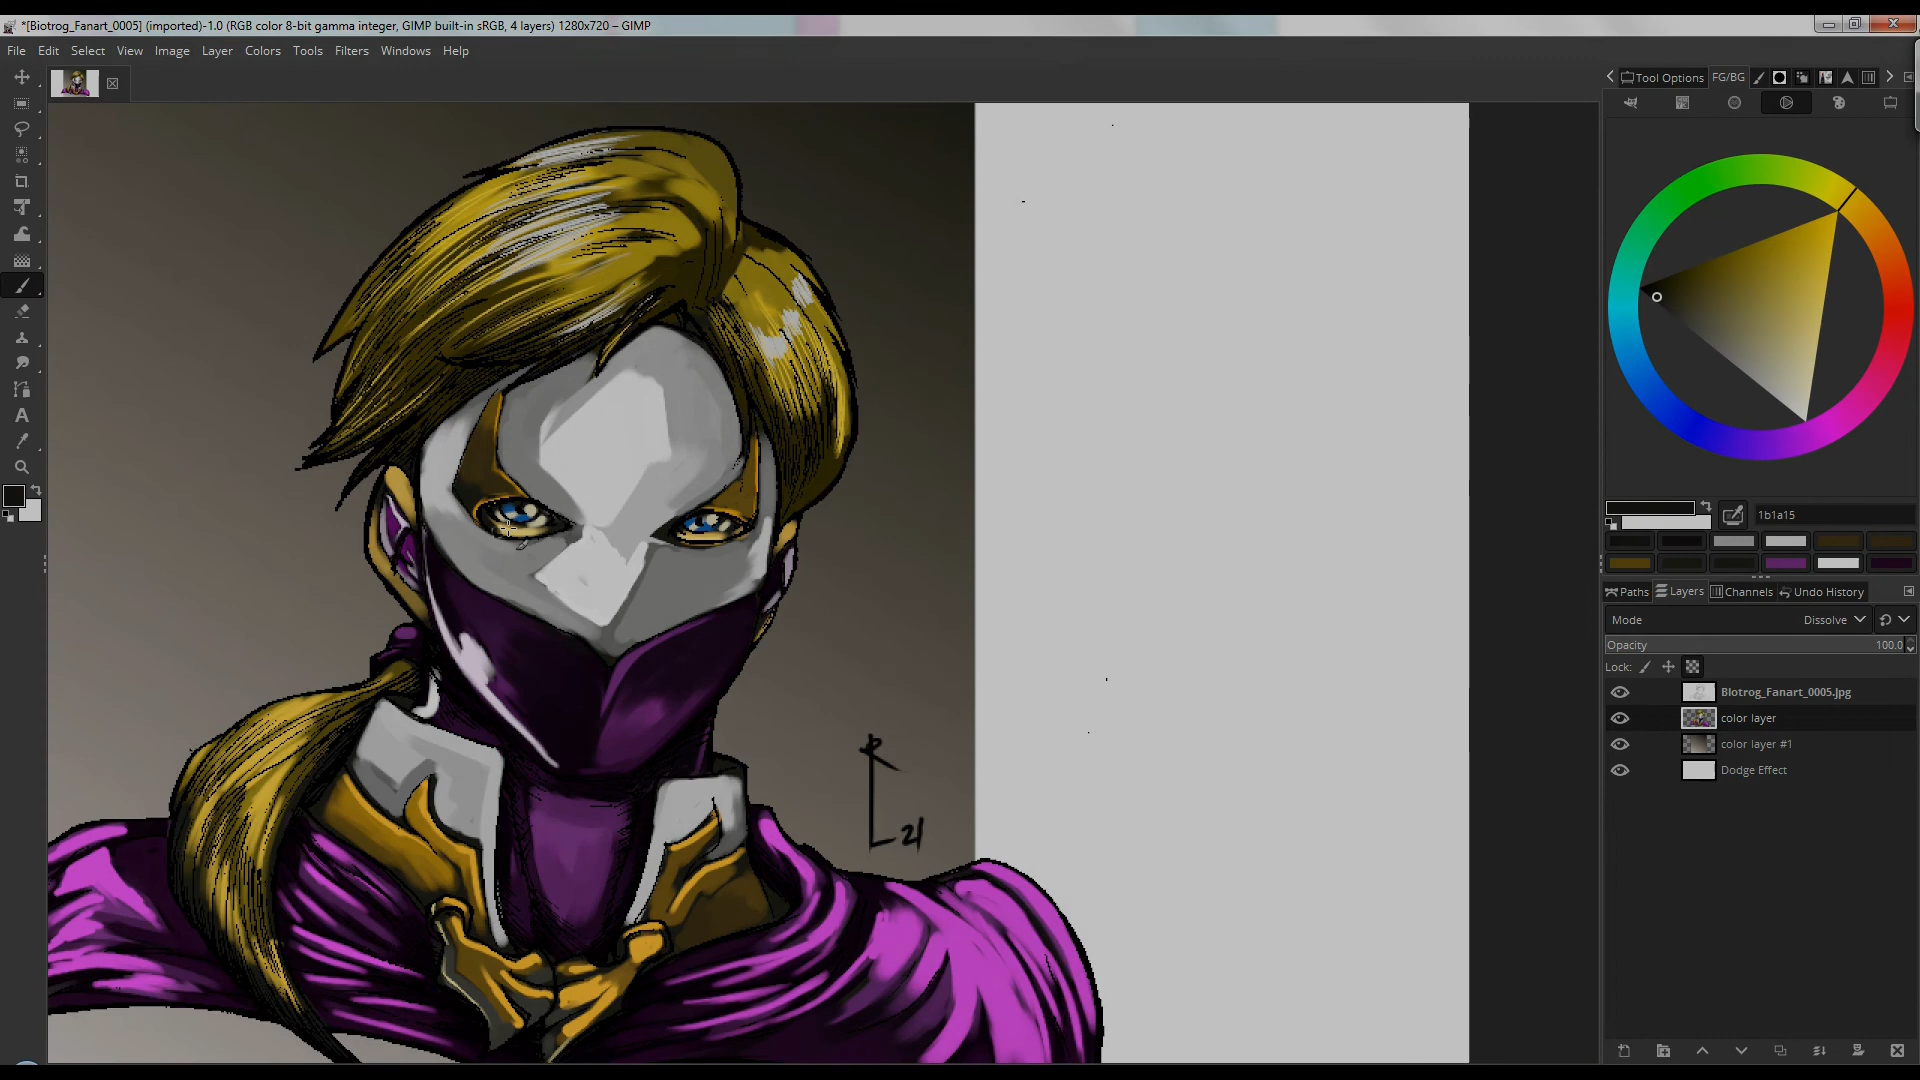 *[Biotrog_Fanart_0005] (imported)-1.0 (RGB color 8-bit gamma integer, GIMP built-in sRGB, 4 layers) 1280x720 – GIMP
File Edit Select View Image Layer Colors Tools Filters Windows Help
Tool Options FG/BG
1b1a15
Paths Layers Channels Undo History
Mode Dissolve
Opacity 100.0
Lock:
Biotrog_Fanart_0005.jpg
color layer
color layer #1
Dodge Effect
R
L 21